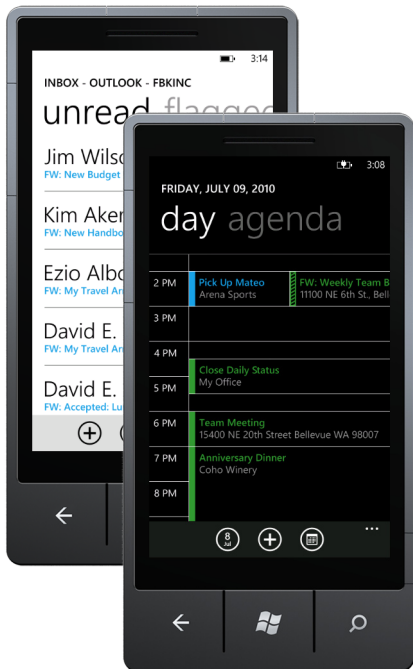 3:14
INBOX - OUTLOOK - FBKINC
unread flagged
Jim Wilso
FW: New Budget
Kim Aker
FW: New Handbo
Ezio Albo
FW: My Travel Ar
David E.
FW: My Travel Ar
David E.
FW: Accepted: Lu
3:08
FRIDAY, JULY 09, 2010
day agenda
2 PM
Pick Up Mateo
Arena Sports
FW: Weekly Team B
11100 NE 6th St., Bell
3 PM
4 PM
Close Daily Status
My Office
5 PM
6 PM
Team Meeting
15400 NE 20th Street Bellevue WA 98007
7 PM
Anniversary Dinner
Coho Winery
8 PM
8
Jul